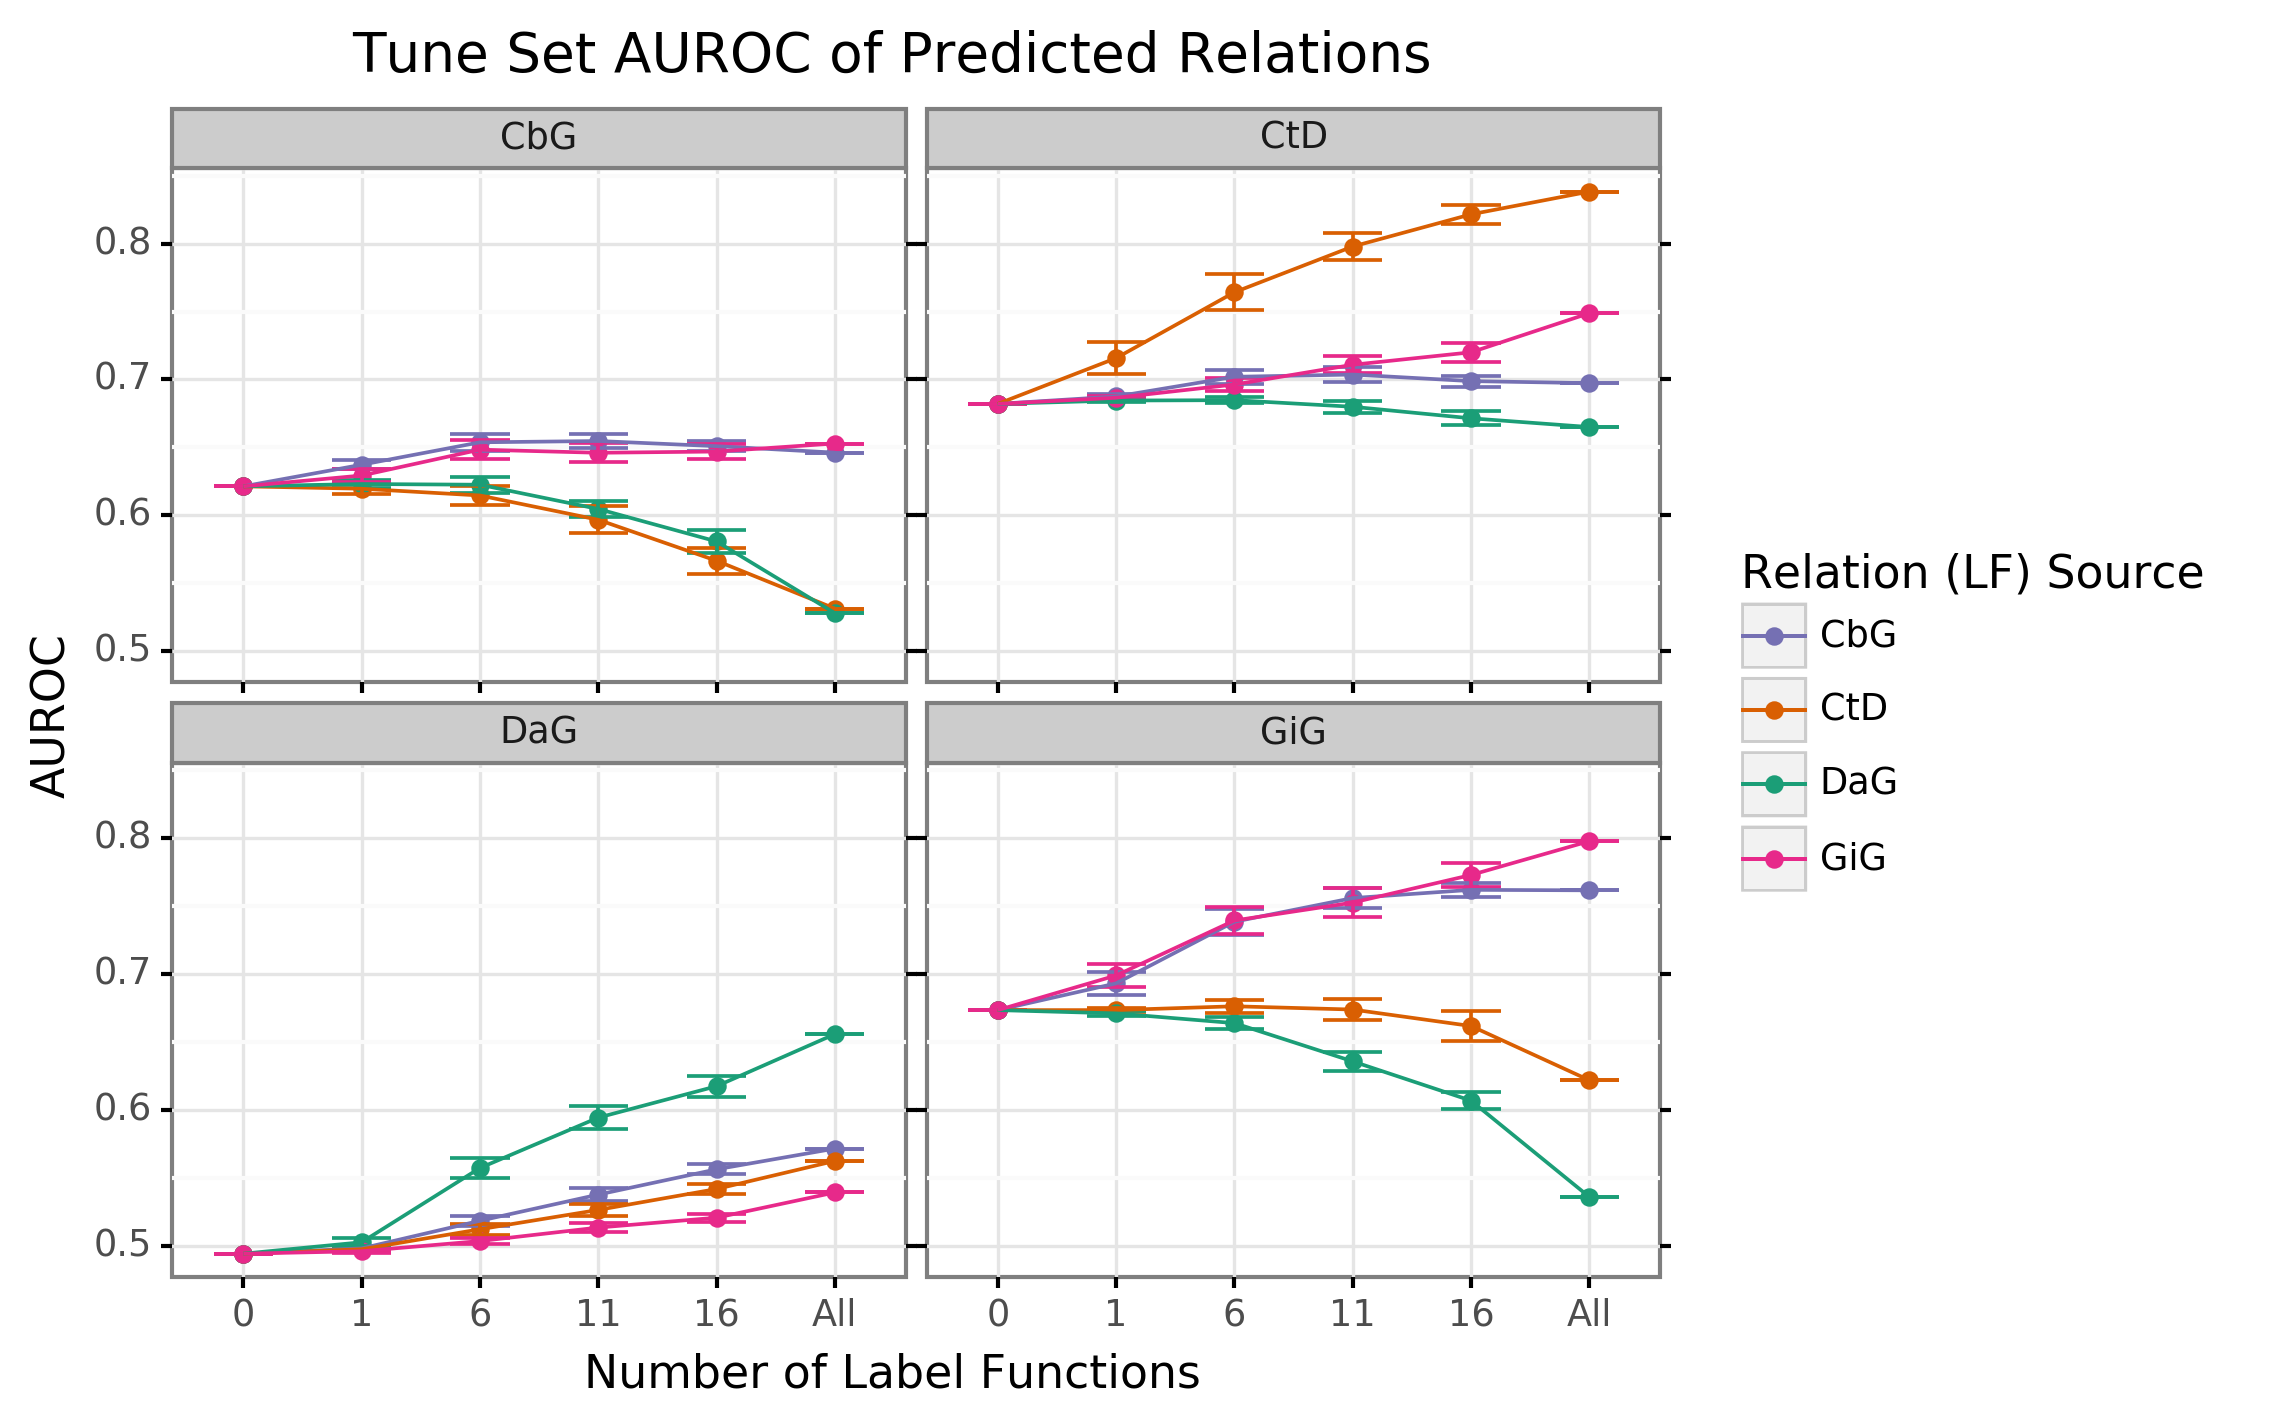 Tune Set AUROC of Predicted Relations
CbG
CtD
0.8
0.7
0.6
0.5
DaG
GiG
0.8
0.7
0.6
0.5
0 1 6 11 16 All
0 1 6 11 16 All
AUROC
Number of Label Functions
Relation (LF) Source
CbG
CtD
DaG
GiG